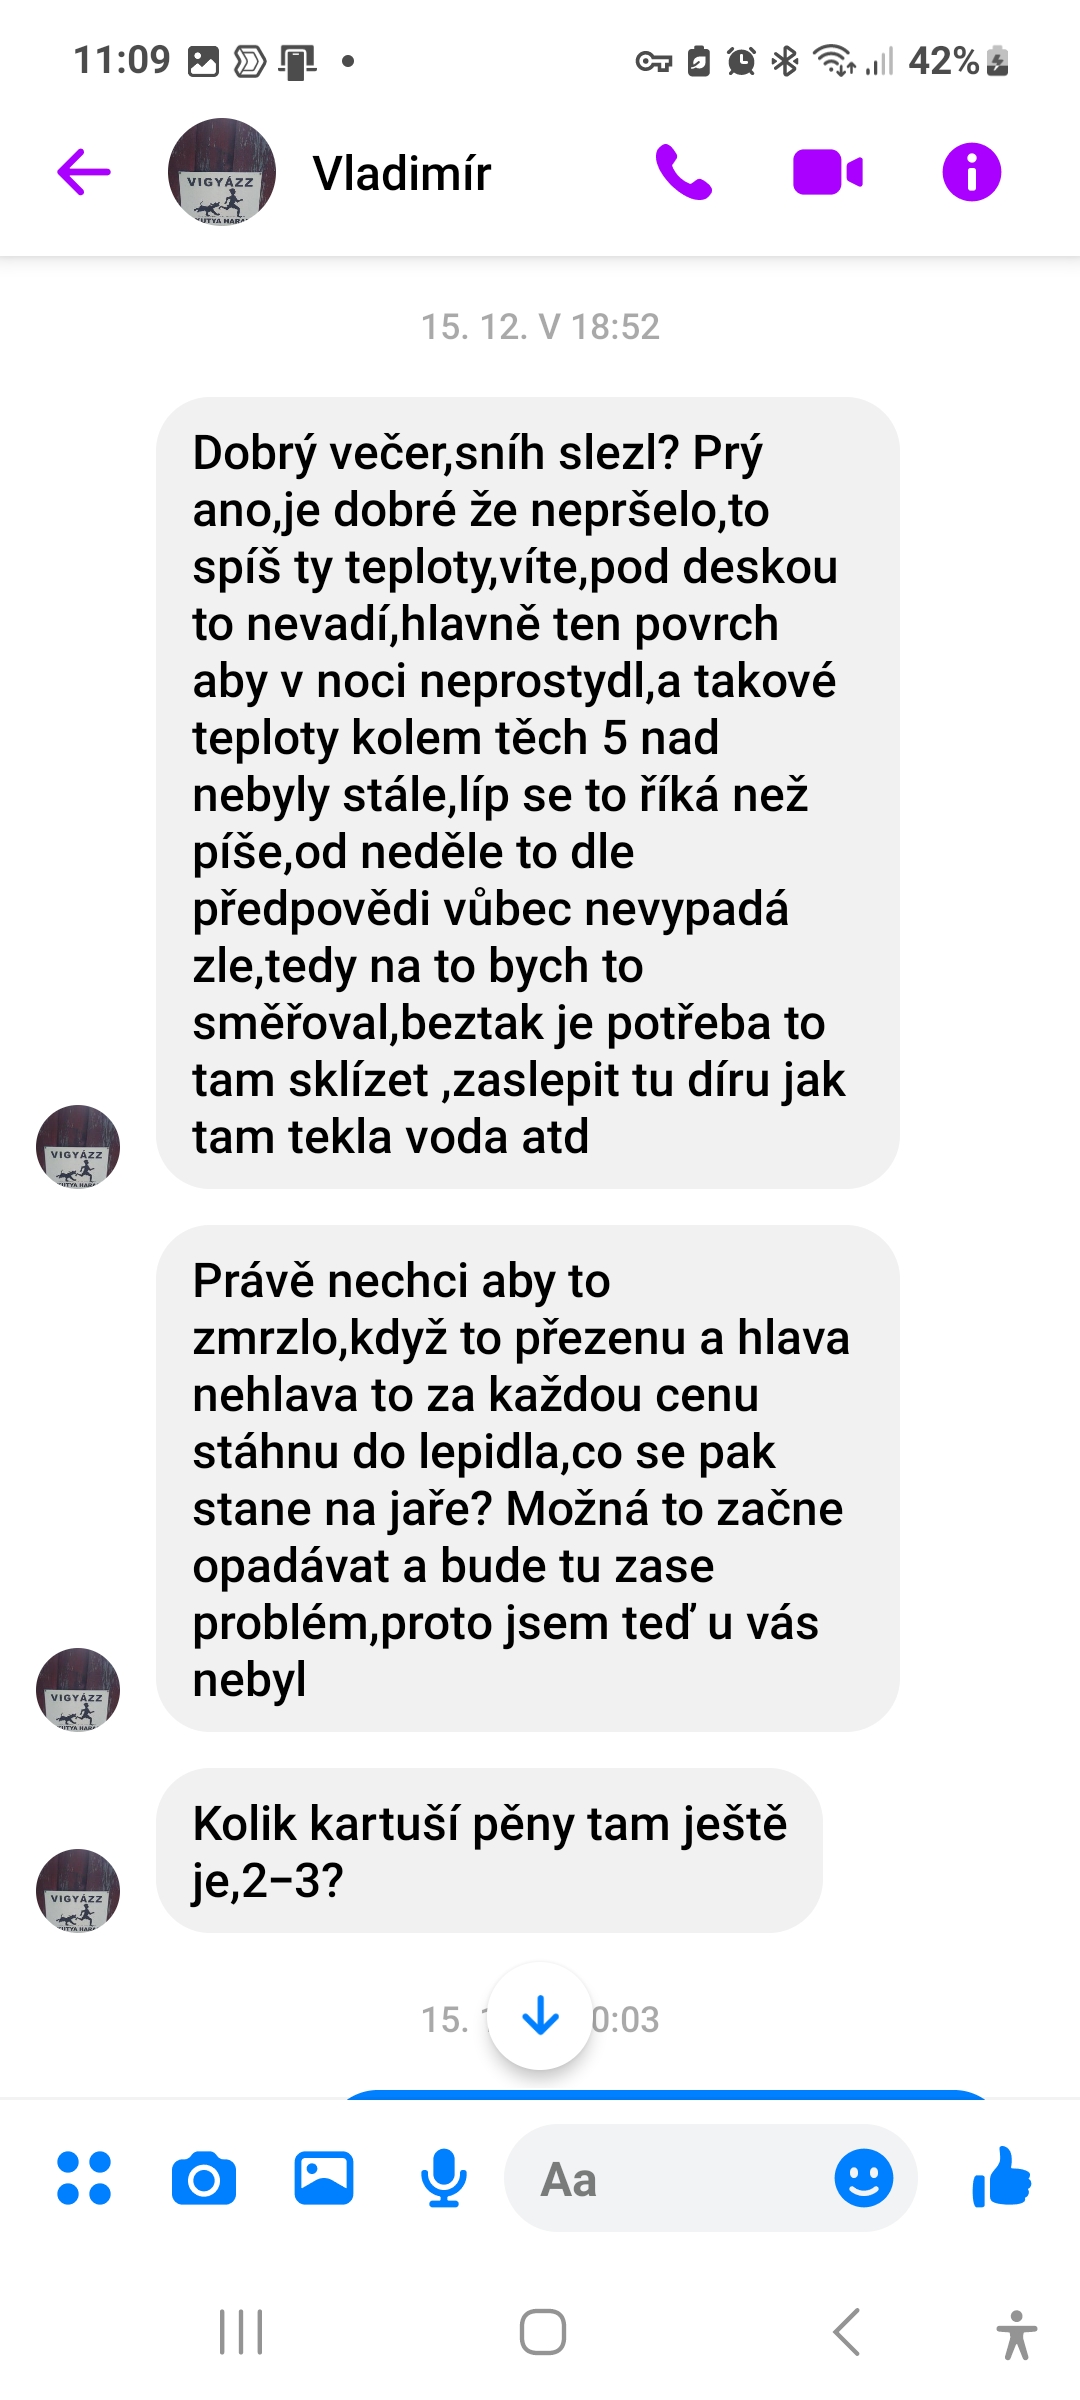 11:09
42%
VIGYÁZZ
KUTYA HARA
Vladimír
15. 12. V 18:52
Dobrý večer,sníh slezl? Prý
ano,je dobré že nepršelo,to
spíš ty teploty,víte,pod deskou
to nevadí,hlavně ten povrch
aby v noci neprostydl,a takové
teploty kolem těch 5 nad
nebyly stále,líp se to říká než
píše,od neděle to dle
předpovědi vůbec nevypadá
zle,tedy na to bych to
směřoval,beztak je potřeba to
tam sklízet ,zaslepit tu díru jak
tam tekla voda atd
VIGYÁZZ
Právě nechci aby to
zmrzlo,když to přezenu a hlava
nehlava to za každou cenu
stáhnu do lepidla,co se pak
stane na jaře? Možná to začne
opadávat a bude tu zase
problém,proto jsem teď u vás
nebyl
VIGYÁZZ
Kolik kartuší pěny tam ještě
je,2–3?
VIGYÁZZ
15. 0:03
Aa